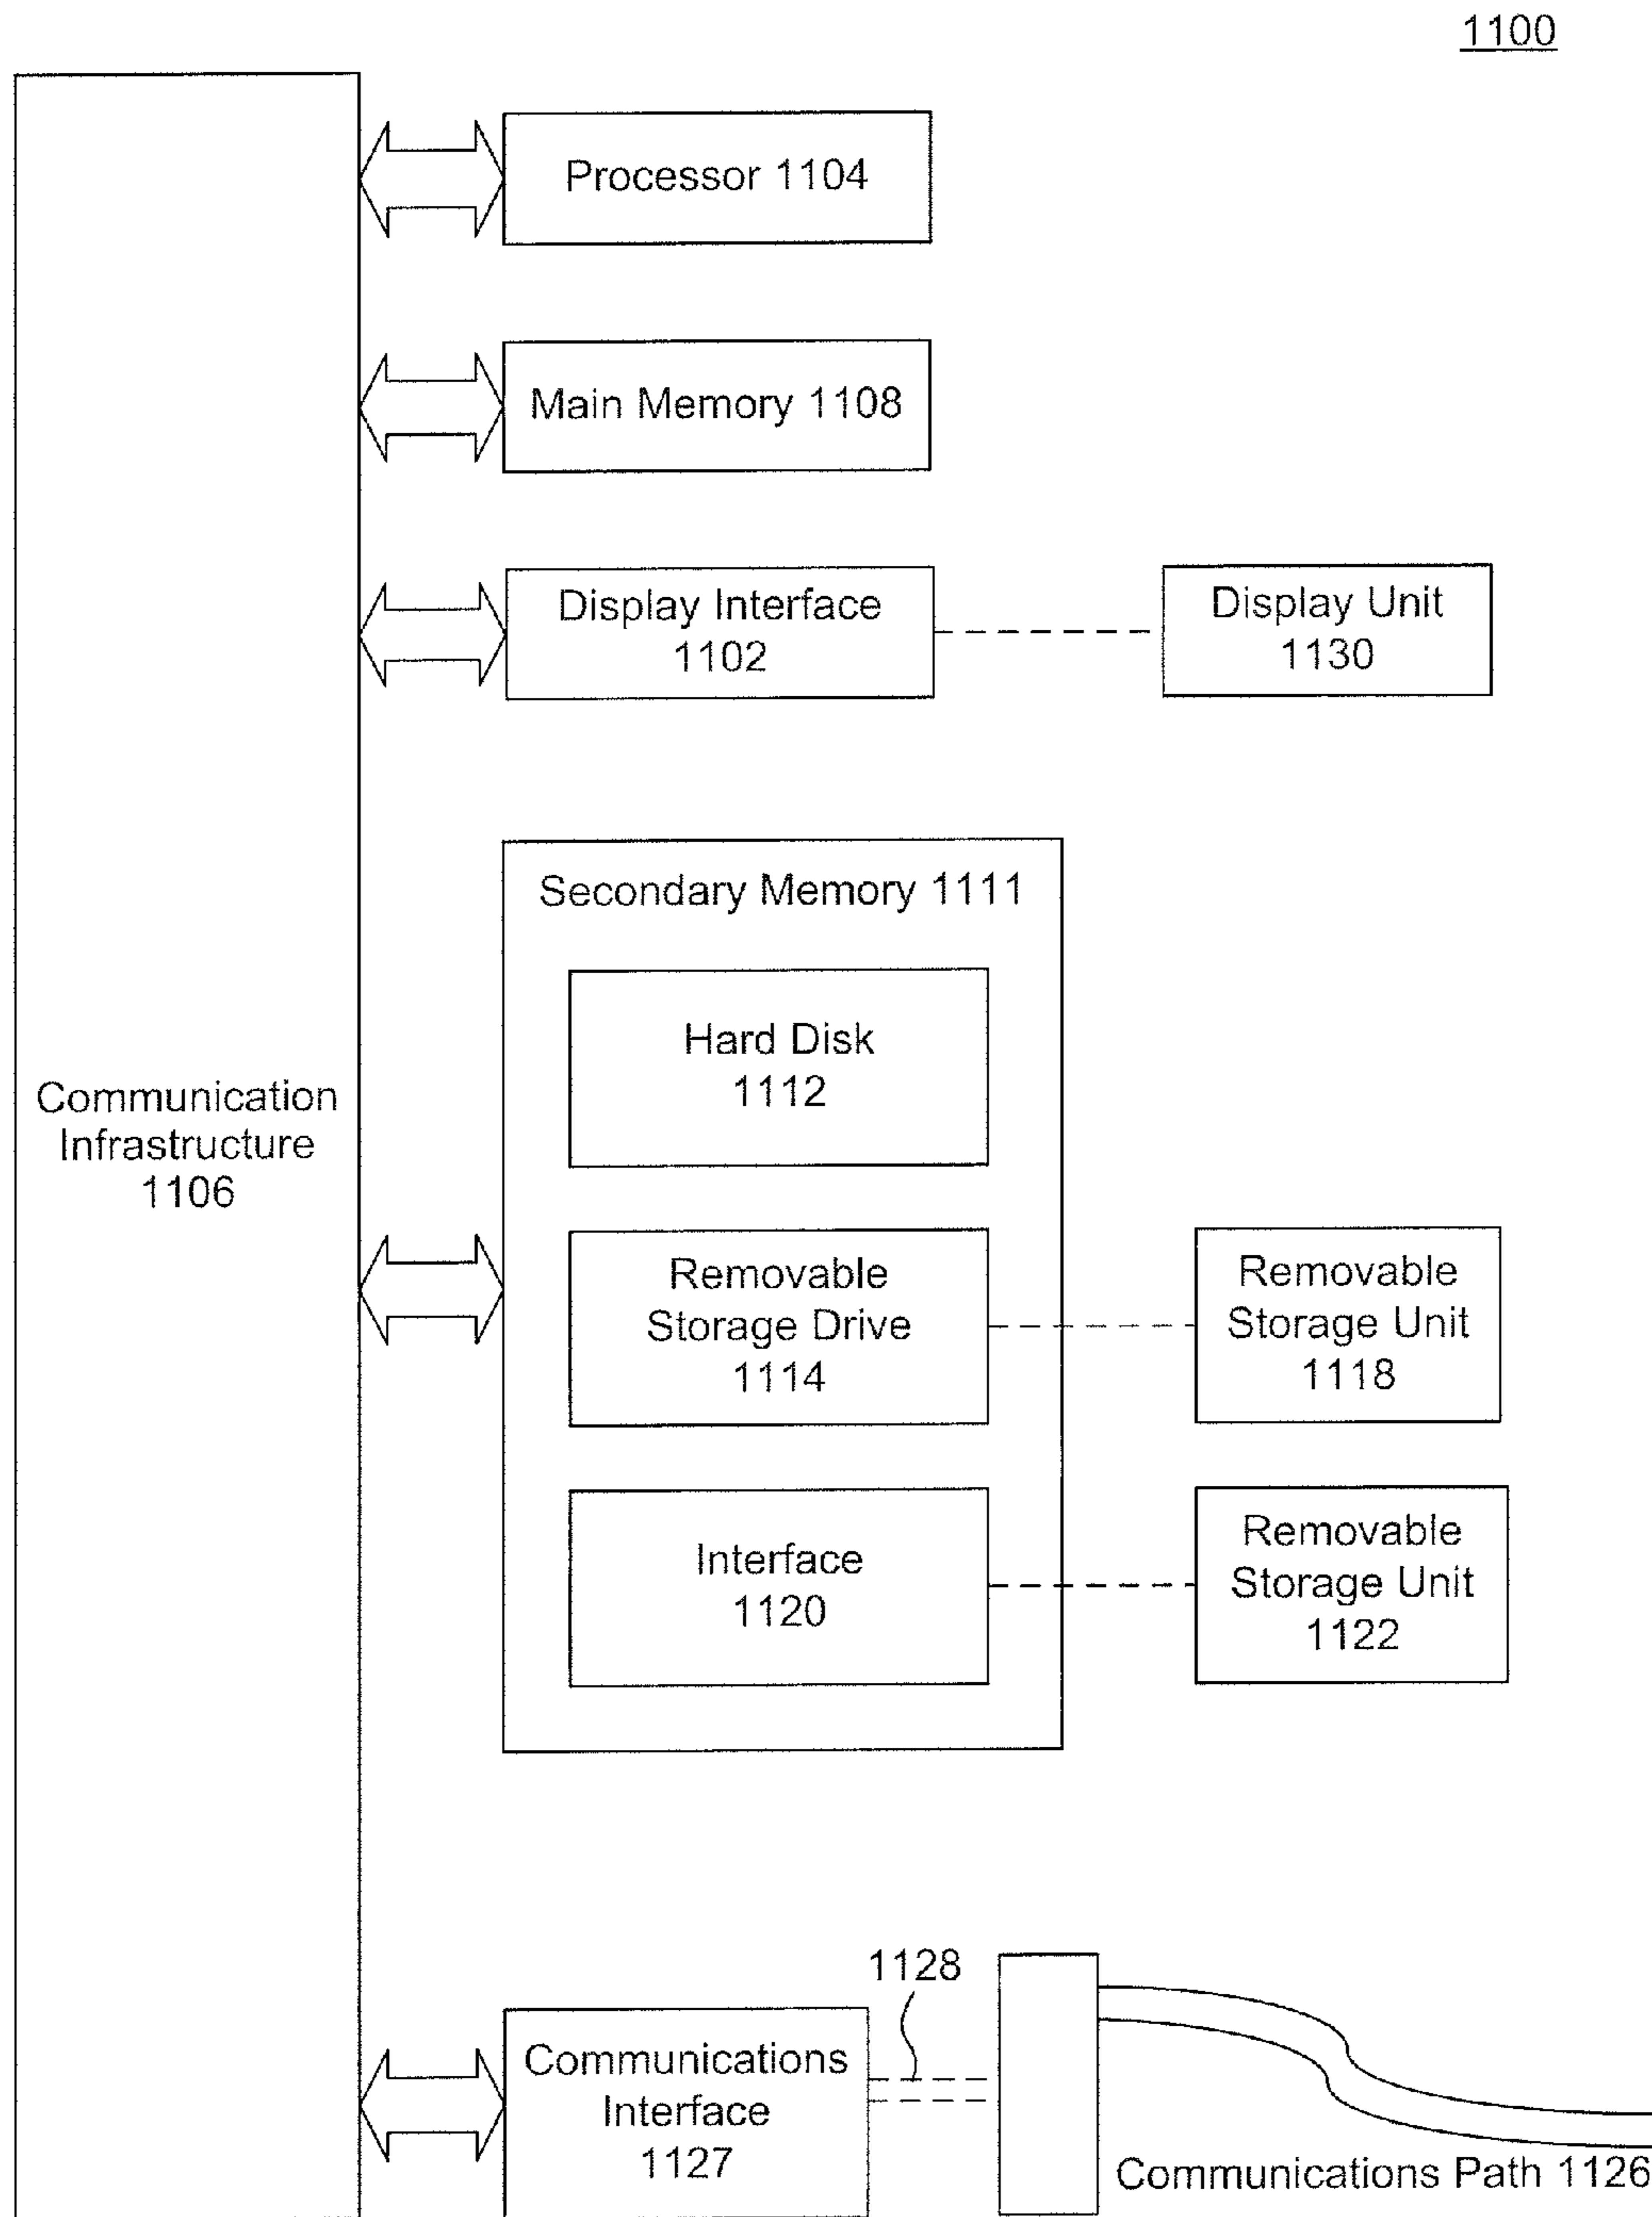 1100
Processor 1104
Main Memory 1108
Display Interface
1102
Display Unit
1130
Secondary Memory 1111
Hard Disk
1112
Communication
Infrastructure
1106
Removable
Storage Drive
1114
Removable
Storage Unit
1118
Interface
1120
Removable
Storage Unit
1122
1128
Communications
Interface
1127
Communications Path 1126